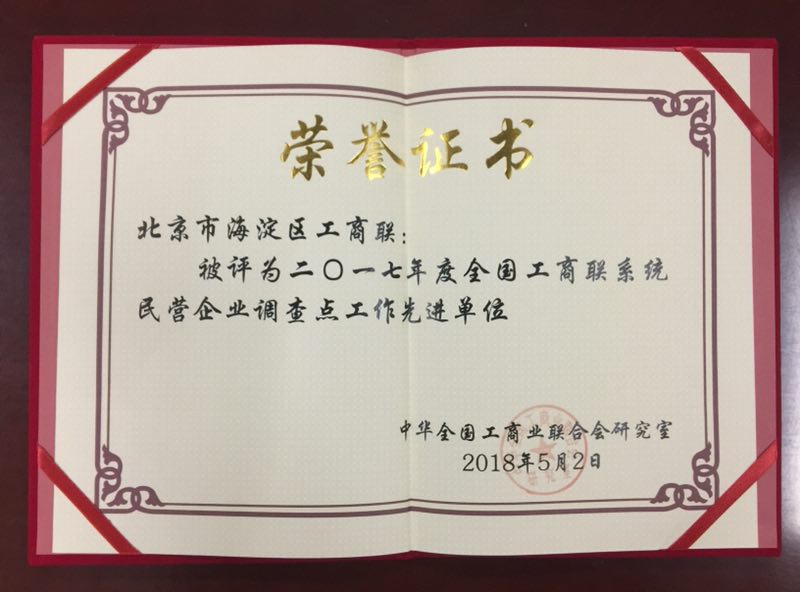 荣誉证书
北京市海淀区工商联：
被评为二〇一七年度全国工商联系统
民营企业调查点工作先进单位
中华全国工商业联合会研究室
2018年5月2日